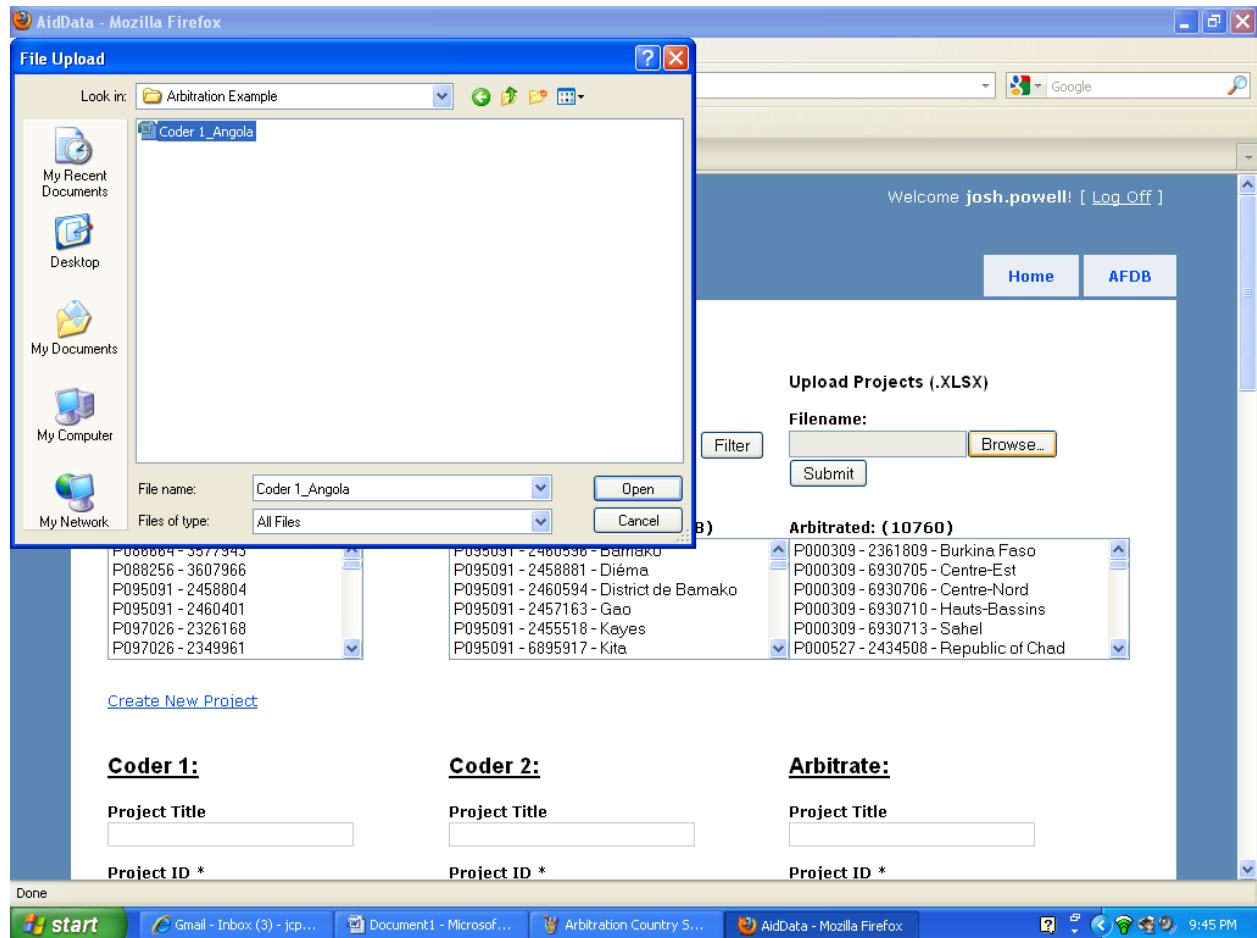 AidData - Mozilla Firefox
File Upload
Look in: Arbitration Example
Coder 1_Angola
My Recent
Documents
Desktop
My Documents
My Computer
My Network
File name: Coder 1_Angola
Open
Files of type: All Files
Cancel
Google
Welcome josh.powell! [ Log Off ]
Home
AFDB
Upload Projects (.XLSX)
Filename:
Filter
Browse...
Submit
Arbitrated: (10760)
P088256 - 3607966
P095091 - 2458804
P095091 - 2460401
P097026 - 2326168
P097026 - 2349961
P095091 - 2458881 - Diéma
P095091 - 2460594 - District de Bamako
P095091 - 2457163 - Gao
P095091 - 2455518 - Kayes
P095091 - 6895917 - Kita
P000309 - 2361809 - Burkina Faso
P000309 - 6930705 - Centre-Est
P000309 - 6930706 - Centre-Nord
P000309 - 6930710 - Hauts-Bassins
P000309 - 6930713 - Sahel
P000527 - 2434508 - Republic of Chad
Create New Project
Coder 1:
Coder 2:
Arbitrate:
Project Title
Project Title
Project Title
Project ID *
Project ID *
Project ID *
Done
start
Gmail - Inbox (3) - jcp...
Document1 - Microsof...
Arbitration Country S...
AidData - Mozilla Firefox
9:45 PM